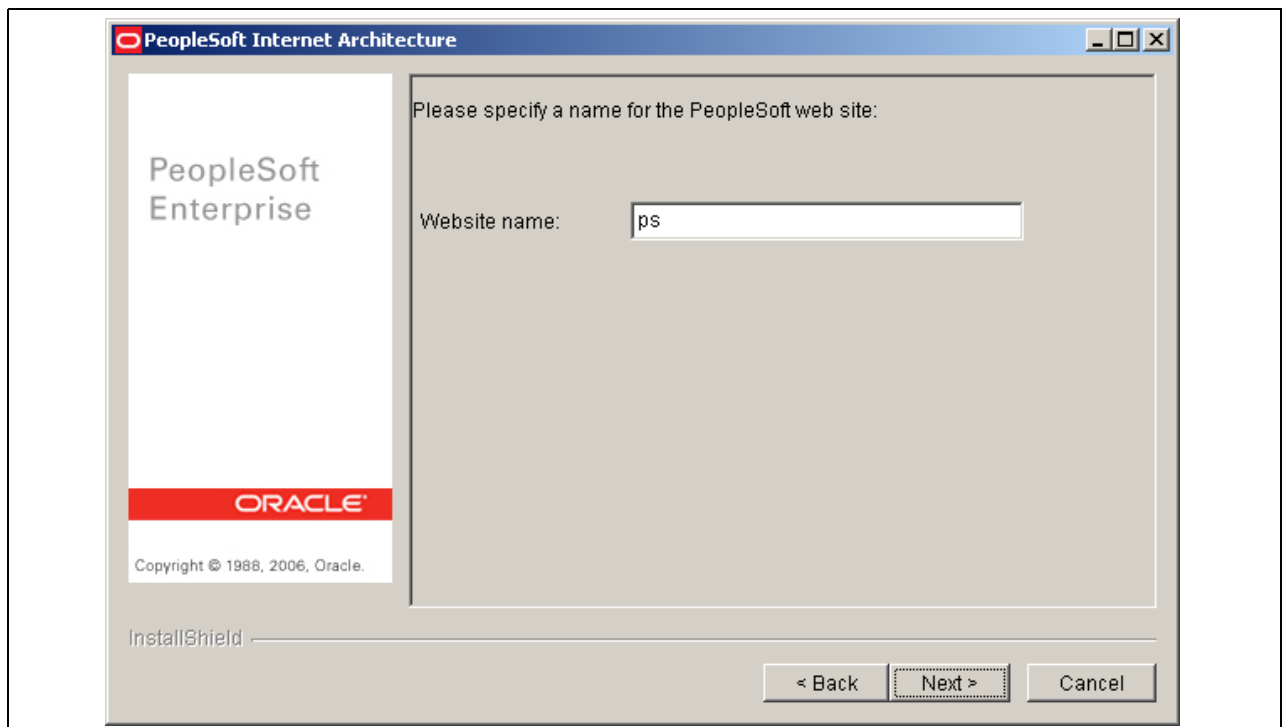 PeopleSoft Internet Architecture
PeopleSoft
Enterprise
ORACLE
Copyright © 1988, 2006, Oracle.
Please specify a name for the PeopleSoft web site:
Website name:
ps
InstallShield
< Back
Next >
Cancel